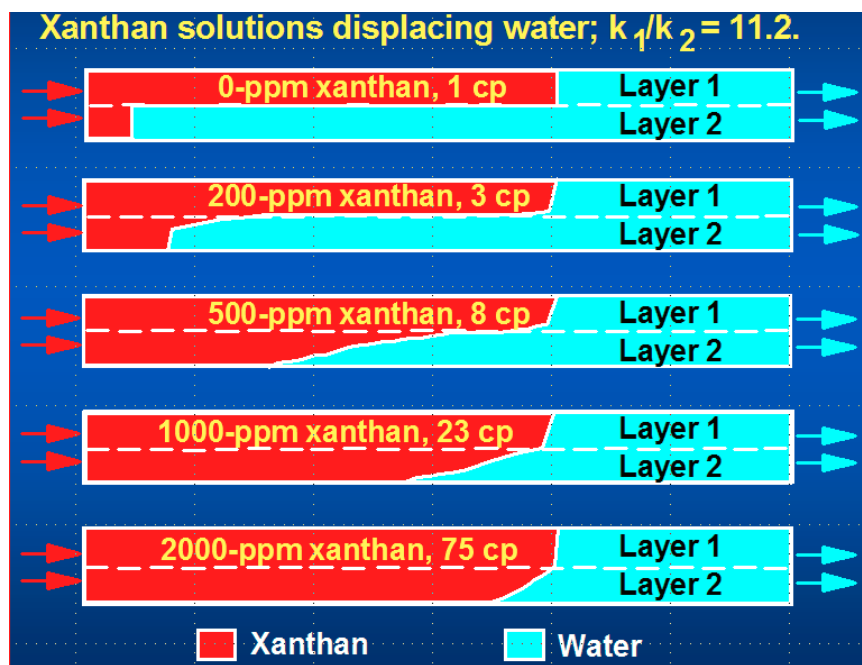 Xanthan solutions displacing water; k1/k2 = 11.2.
0-ppm xanthan, 1 cp Layer 1
Layer 2
200-ppm xanthan, 3 cp Layer 1
Layer 2
500-ppm xanthan, 8 cp Layer 1
Layer 2
1000-ppm xanthan, 23 cp Layer 1
Layer 2
2000-ppm xanthan, 75 cp Layer 1
Layer 2
Xanthan Water